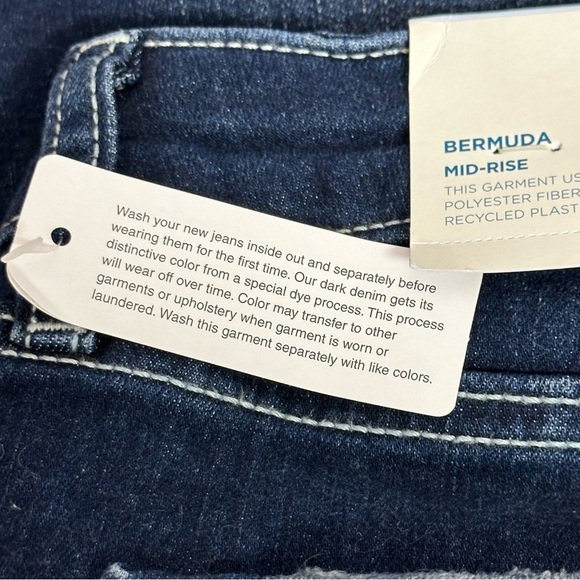 Wash your new jeans inside out and separately before
wearing them for the first time. Our dark denim gets its
distinctive color from a special dye process. This process
will wear off over time. Color may transfer to other
garments or upholstery when garment is worn or
laundered. Wash this garment separately with like colors.
BERMUDA
MID-RISE
THIS GARMENT US
POLYESTER FIBER
RECYCLED PLAST